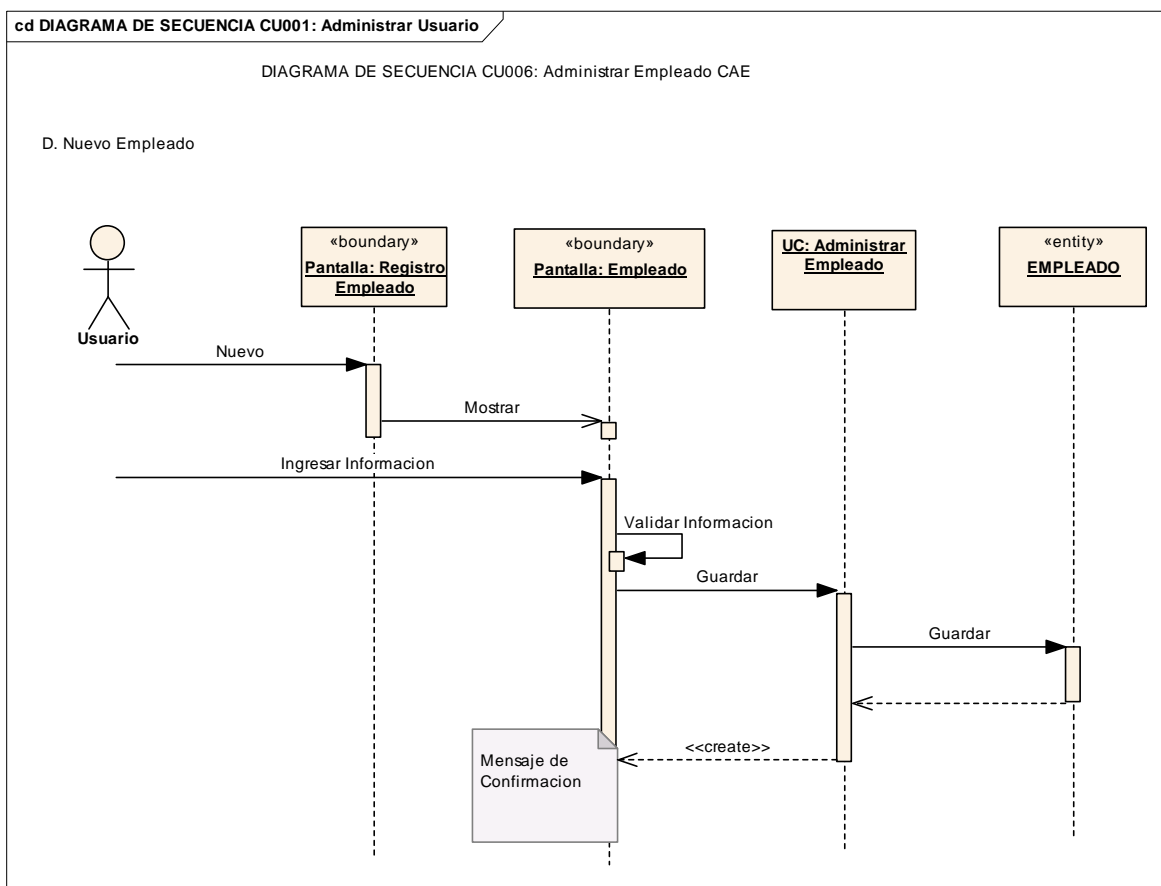 cd DIAGRAMA DE SECUENCIA CU001: Administrar Usuario
DIAGRAMA DE SECUENCIA CU006: Administrar Empleado CAE
D. Nuevo Empleado
Usuario
«boundary»
Pantalla: Registro
Empleado
«boundary»
Pantalla: Empleado
UC: Administrar
Empleado
«entity»
EMPLEADO
Nuevo
Mostrar
Ingresar Informacion
Validar Informacion
Guardar
Guardar
<<create>>
Mensaje de
Confirmacion